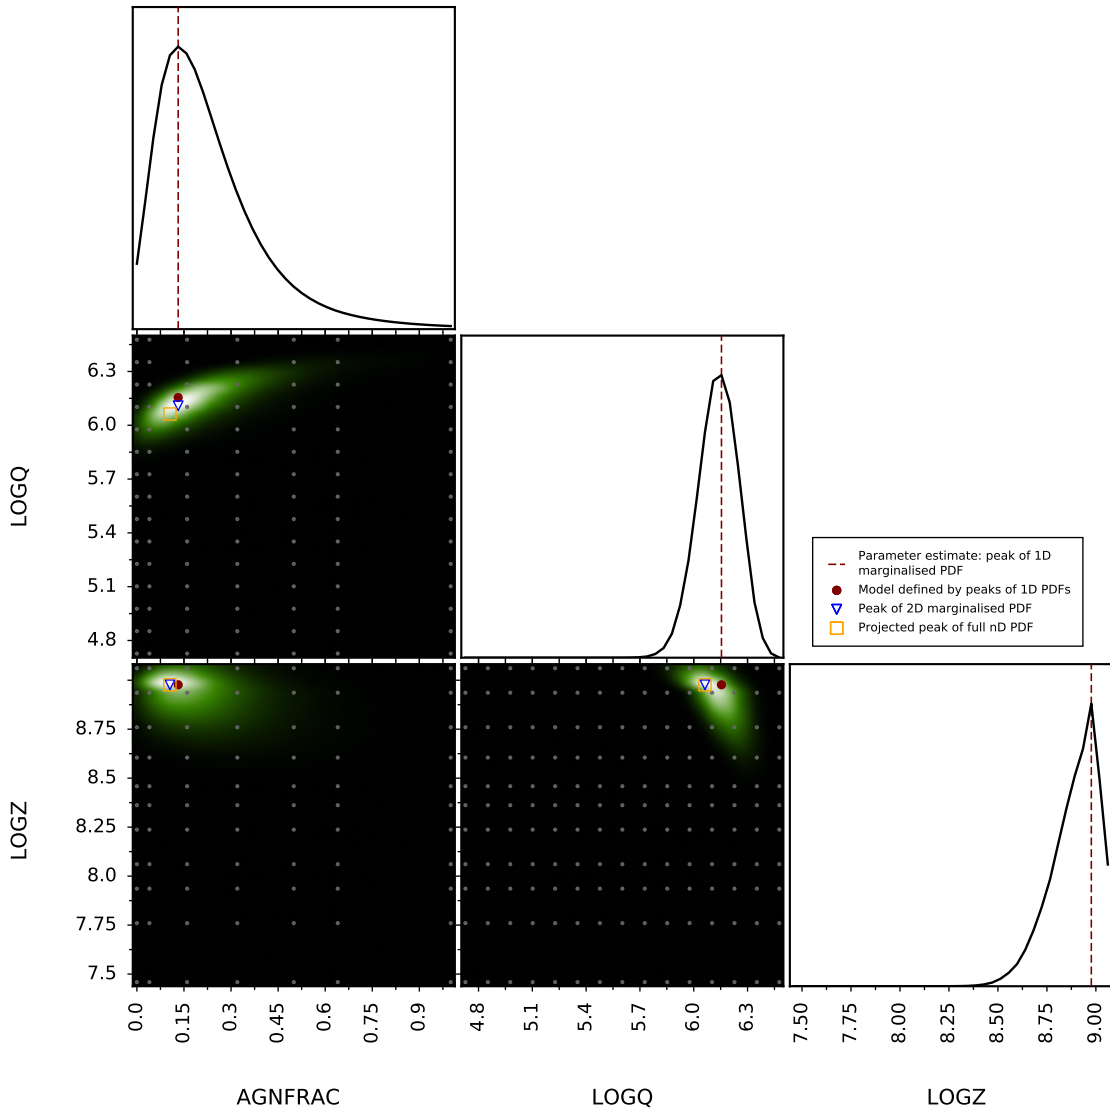 6.3
6.0
5.7
5.4
5.1
4.8
LOGQ
Parameter estimate: peak of 1D
marginalised PDF
Model defined by peaks of 1D PDFs
Peak of 2D marginalised PDF
Projected peak of full nD PDF
8.75
8.5
8.25
8.0
7.75
7.5
LOGZ
0.0 0.15 0.3 0.45 0.6 0.75 0.9
4.8 5.1 5.4 5.7 6.0 6.3
7.50 7.75 8.00 8.25 8.50 8.75 9.00
AGNFRAC LOGQ LOGZ